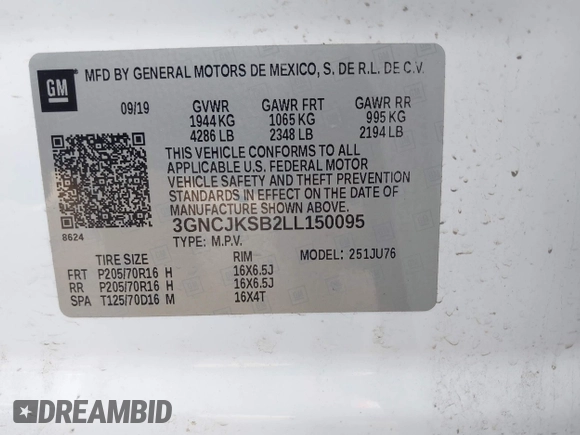 GM
MFD BY GENERAL MOTORS DE MEXICO, S. DE R.L. DE C.V.
09/19 GVWR GAWR FRT GAWR RR
1944 KG 1065 KG 995 KG
4286 LB 2348 LB 2194 LB
THIS VEHICLE CONFORMS TO ALL
APPLICABLE U.S. FEDERAL MOTOR
VEHICLE SAFETY AND THEFT PREVENTION
STANDARDS IN EFFECT ON THE DATE OF
MANUFACTURE SHOWN ABOVE.
8624 3GNCJKSB2LL150095
TYPE: M.P.V. MODEL: 251JU76
TIRE SIZE RIM
FRT P205/70R16 H 16X6.5J
RR P205/70R16 H 16X6.5J
SPA T125/70D16 M 16X4T
DREAMBID